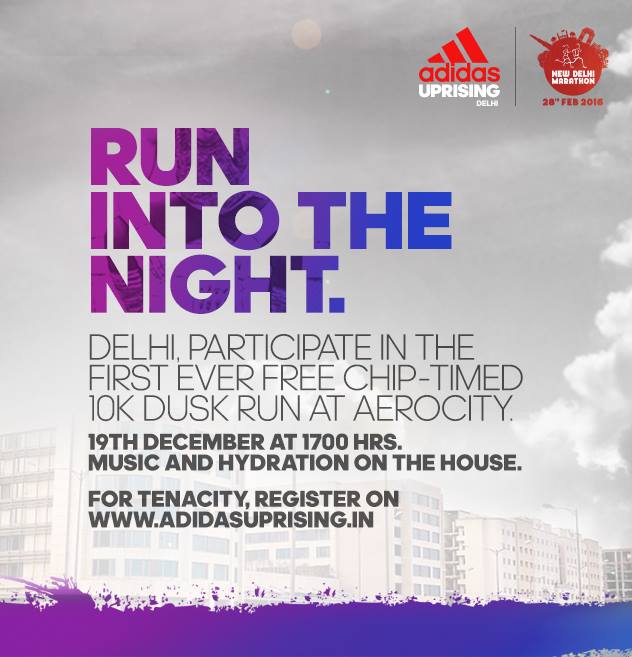 adidas
UPRISING
DELHI
NEW DELHI
MARATHON
28TH FEB 2016
RUN
INTO THE
NIGHT.
DELHI, PARTICIPATE IN THE
FIRST EVER FREE CHIP-TIMED
10K DUSK RUN AT AEROCITY.
19TH DECEMBER AT 1700 HRS.
MUSIC AND HYDRATION ON THE HOUSE.
FOR TENACITY, REGISTER ON
WWW.ADIDASUPRISING.IN